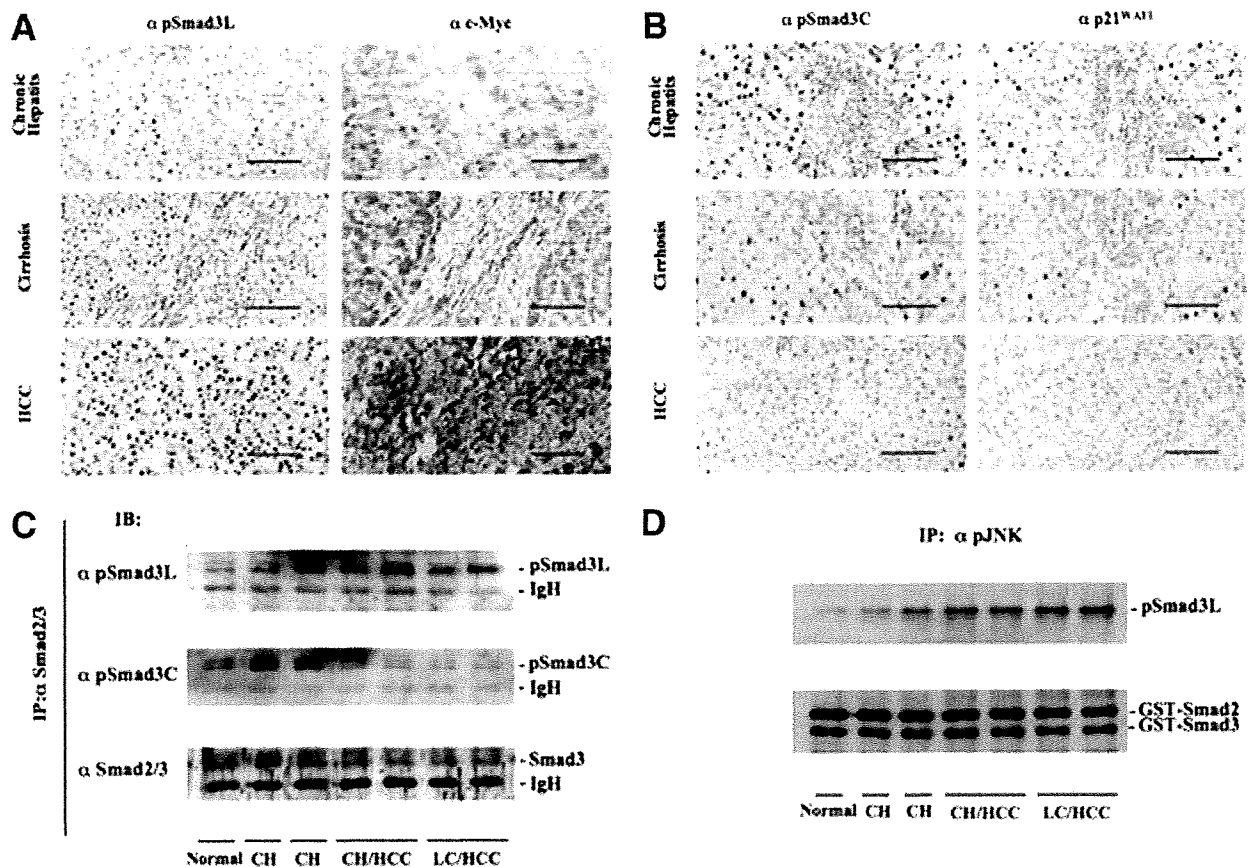 A
α pSmad3L
α c-Myc
Chronic
Hepatits
Cirrhosis
HCC
B
α pSmad3C
α p21WAF1
Chronic
Hepatits
Cirrhosis
HCC
C
IB:
IP:α Smad2/3
α pSmad3L
- pSmad3L
- IgH
α pSmad3C
- pSmad3C
- IgH
α Smad2/3
- Smad3
- IgH
Normal CH CH CH/HCC LC/HCC
D
IP: α pJNK
- pSmad3L
- GST-Smad2
- GST-Smad3
Normal CH CH CH/HCC LC/HCC